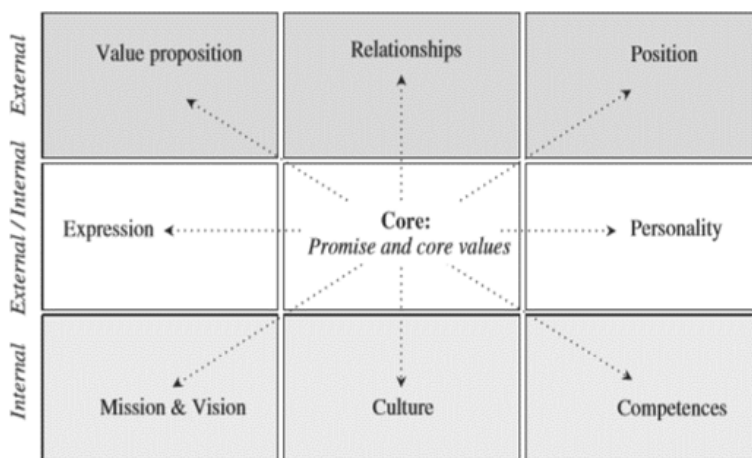 External
Value proposition
Relationships
Position
External / Internal
Expression
Core:
Promise and core values
Personality
Internal
Mission & Vision
Culture
Competences